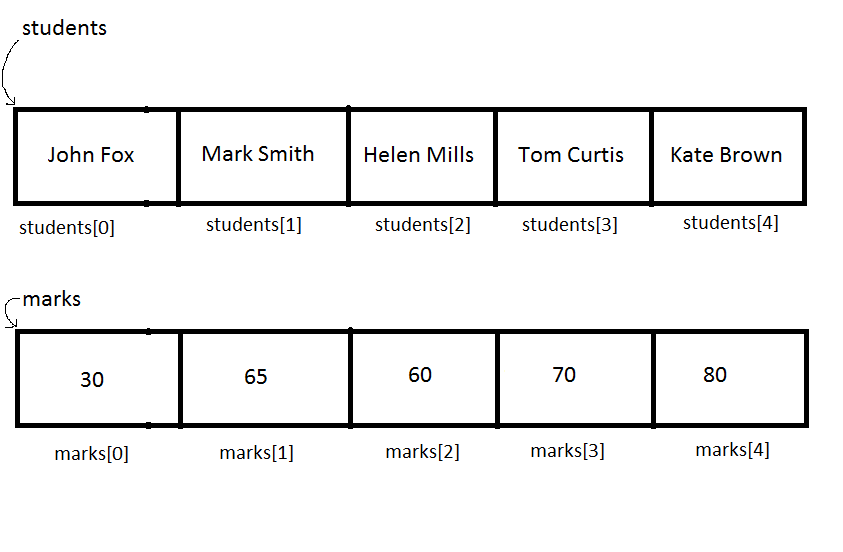 students
John Fox Mark Smith Helen Mills Tom Curtis Kate Brown
students[0] students[1] students[2] students[3] students[4]
marks
30 65 60 70 80
marks[0] marks[1] marks[2] marks[3] marks[4]